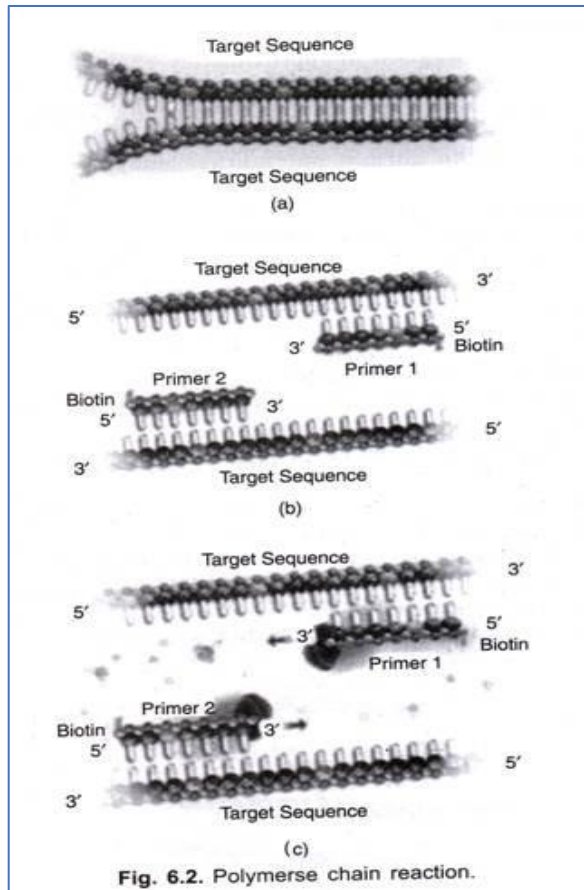 Target Sequence
Target Sequence
(a)
Target Sequence
3′
5′
5′
3′
Biotin
Primer 1
Primer 2
Biotin
3′
5′
5′
3′
Target Sequence
(b)
Target Sequence
3′
5′
5′
3′
Biotin
Primer 1
Primer 2
Biotin
3′
5′
5′
3′
Target Sequence
(c)
Fig. 6.2. Polymerse chain reaction.